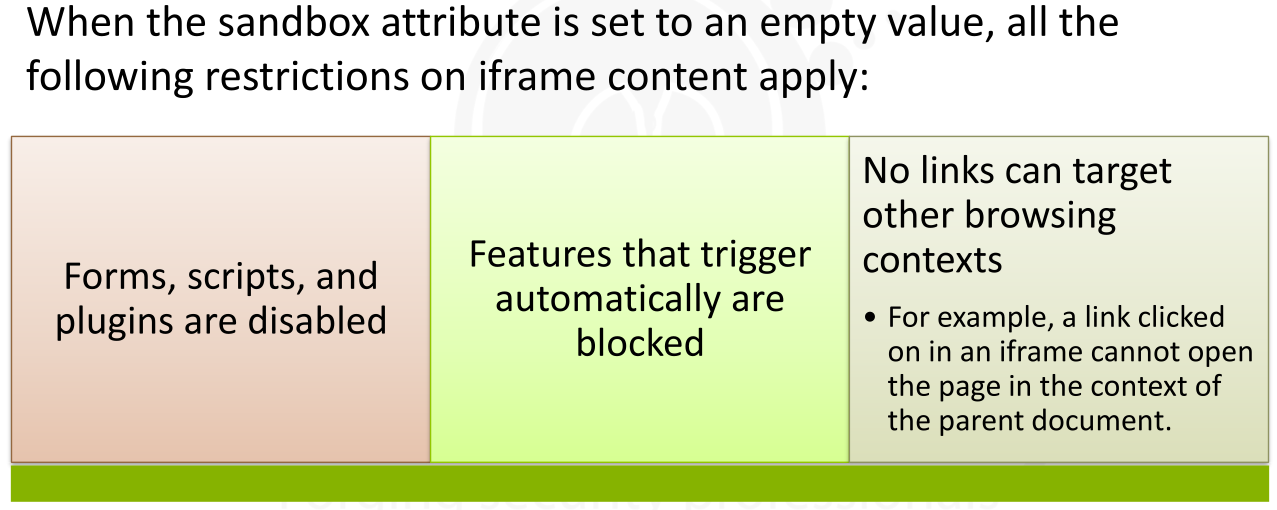 When the sandbox attribute is set to an empty value, all the
following restrictions on iframe content apply:
Forms, scripts, and
plugins are disabled
Features that trigger
automatically are
blocked
No links can target
other browsing
contexts
• For example, a link clicked
on in an iframe cannot open
the page in the context of
the parent document.